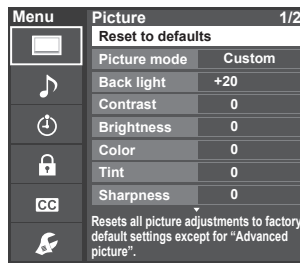 Menu
Picture 1/2
Reset to defaults
Picture mode Custom
Back light +20
Contrast 0
Brightness 0
Color 0
Tint 0
Sharpness 0
CC
Resets all picture adjustments to factory
default settings except for “Advanced
picture”.